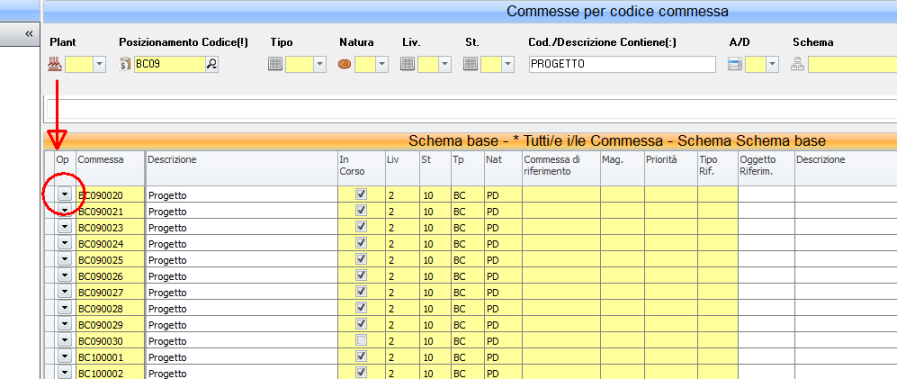 Commesse per codice commessa
«
Plant Posizionamento Codice(!) Tipo Natura Liv. St. Cod./Descrizione Contiene(:) A/D Schema
BC09 PROGETTO
Schema base - * Tutti/e i/le Commessa - Schema Schema base
Op Commessa Descrizione In Corso Liv St Tp Nat Commessa di riferimento Mag. Priorità Tipo Rif. Oggetto Riferim. Descrizione
BC090020 Progetto 2 10 BC PD
BC090021 Progetto 2 10 BC PD
BC090023 Progetto 2 10 BC PD
BC090024 Progetto 2 10 BC PD
BC090025 Progetto 2 10 BC PD
BC090026 Progetto 2 10 BC PD
BC090027 Progetto 2 10 BC PD
BC090028 Progetto 2 10 BC PD
BC090029 Progetto 2 10 BC PD
BC090030 Progetto 2 10 BC PD
BC100001 Progetto 2 10 BC PD
BC100002 Progetto 2 10 BC PD